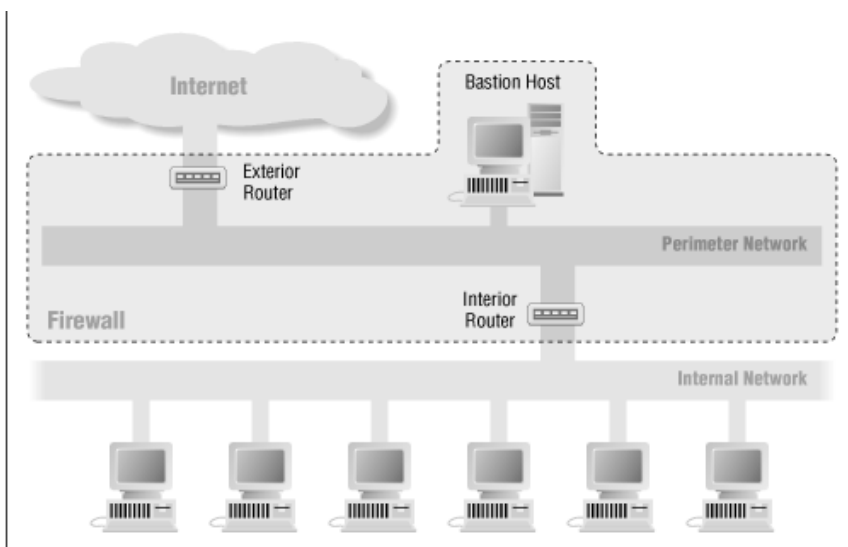 Internet
Bastion Host
Exterior
Router
Perimeter Network
Interior
Router
Firewall
Internal Network